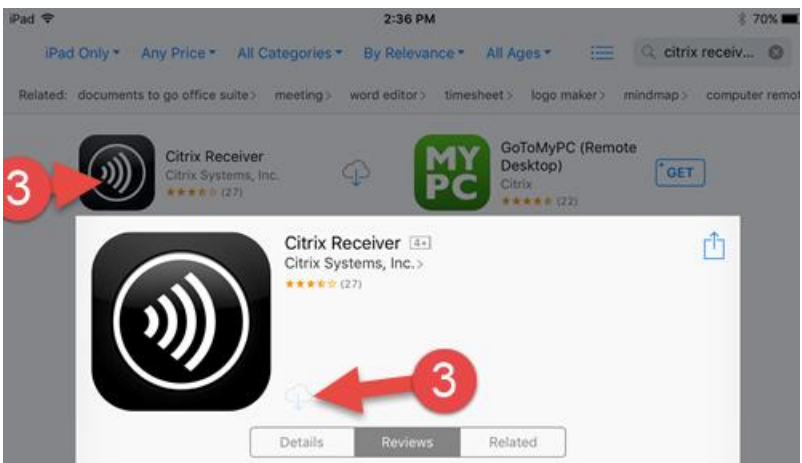 iPad 2:36 PM 70%
iPad Only Any Price All Categories By Relevance All Ages citrix receiv...
Related: documents to go office suite> meeting> word editor> timesheet> logo maker> mindmap> computer remot
3
Citrix Receiver
Citrix Systems, Inc.
(27)
MY PC
GoToMyPC (Remote Desktop)
Citrix
(22)
+GET
Citrix Receiver 4+
Citrix Systems, Inc.>
(27)
3
Details Reviews Related